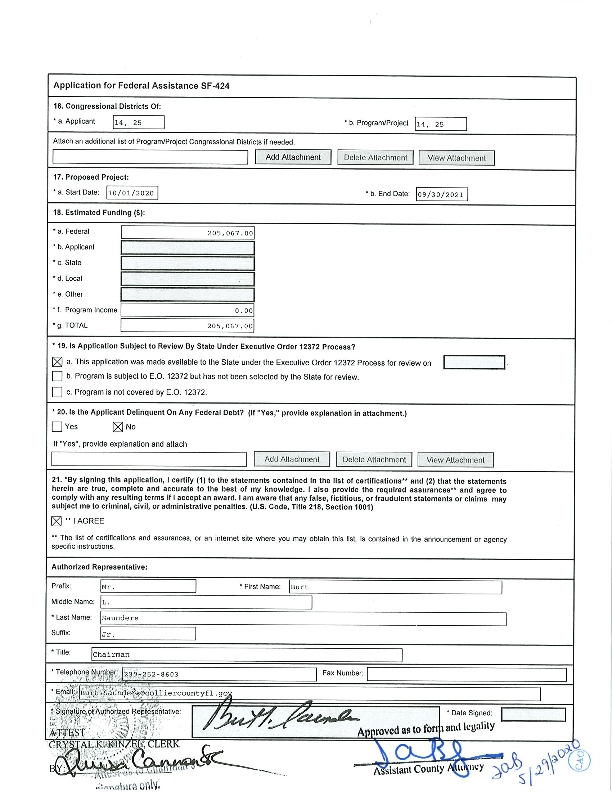 Application for Federal Assistance SF-424
16. Congressional Districts Of:
* a. Applicant 14, 25 * b. Program/Project 14, 25
Attach an additional list of Program/Project Congressional Districts if needed.
Add Attachment Delete Attachment View Attachment
17. Proposed Project:
* a. Start Date: 10/01/2020 * b. End Date: 09/30/2021
18. Estimated Funding ($):
* a. Federal 205,067.00
* b. Applicant
* c. State
* d. Local
* e. Other
* f. Program Income 0.00
* g. TOTAL 205,067.00
* 19. Is Application Subject to Review By State Under Executive Order 12372 Process?
a. This application was made available to the State under the Executive Order 12372 Process for review on
b. Program is subject to E.O. 12372 but has not been selected by the State for review.
c. Program is not covered by E.O. 12372.
* 20. Is the Applicant Delinquent On Any Federal Debt? (If "Yes," provide explanation in attachment.)
Yes No
If "Yes", provide explanation and attach
Add Attachment Delete Attachment View Attachment
21. *By signing this application, I certify (1) to the statements contained in the list of certifications** and (2) that the statements
herein are true, complete and accurate to the best of my knowledge. I also provide the required assurances** and agree to
comply with any resulting terms if I accept an award. I am aware that any false, fictitious, or fraudulent statements or claims may
subject me to criminal, civil, or administrative penalties. (U.S. Code, Title 218, Section 1001)
** I AGREE
** The list of certifications and assurances, or an internet site where you may obtain this list, is contained in the announcement or agency
specific instructions.
Authorized Representative:
Prefix: Mr. * First Name: Burt
Middle Name: L.
* Last Name: Saunders
Suffix: Jr.
* Title: Chairman
* Telephone Number: 239-252-8603 Fax Number:
* Email: burt.saunders@colliercountyfl.gov
* Signature of Authorized Representative: * Date Signed:
ATTEST
Approved as to form and legality
CRYSTAL K. KINZEL, CLERK
BY:
Assistant County Attorney
JAB
5/29/2020
Attest as to Chairman's
signature only.